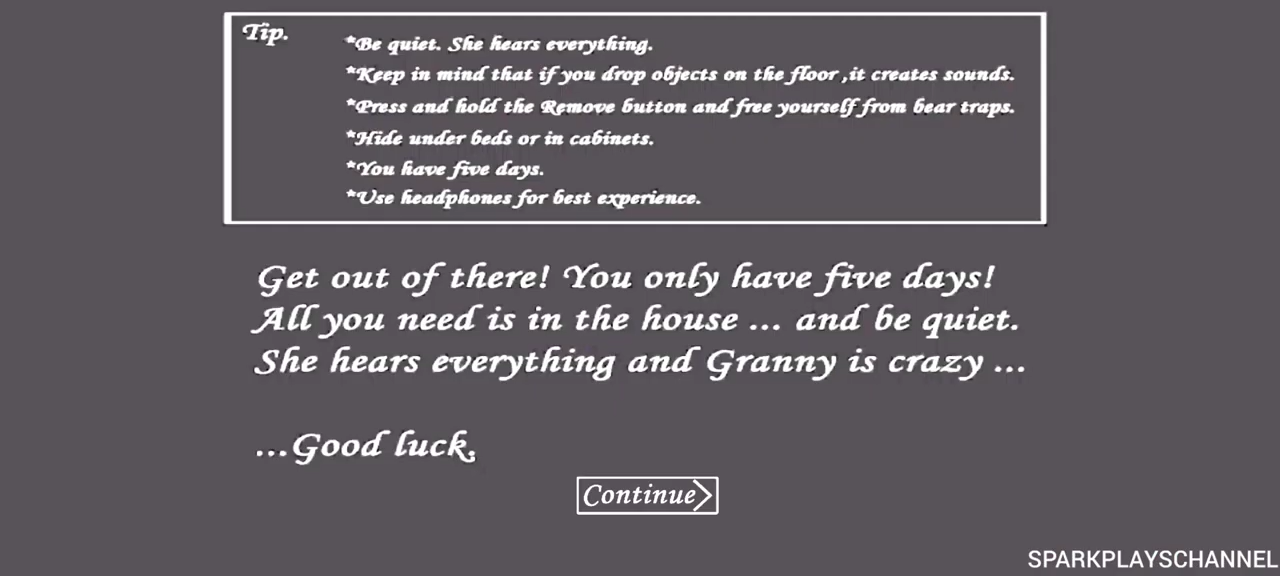 Tip.
*Be quiet. She hears everything.
*Keep in mind that if you drop objects on the floor ,it creates sounds.
*Press and hold the Remove button and free yourself from bear traps.
*Hide under beds or in cabinets.
*You have five days.
*Use headphones for best experience.
Get out of there! You only have five days!
All you need is in the house ... and be quiet.
She hears everything and Granny is crazy ...
...Good luck.
Continue
SPARKPLAYSCHANNEL